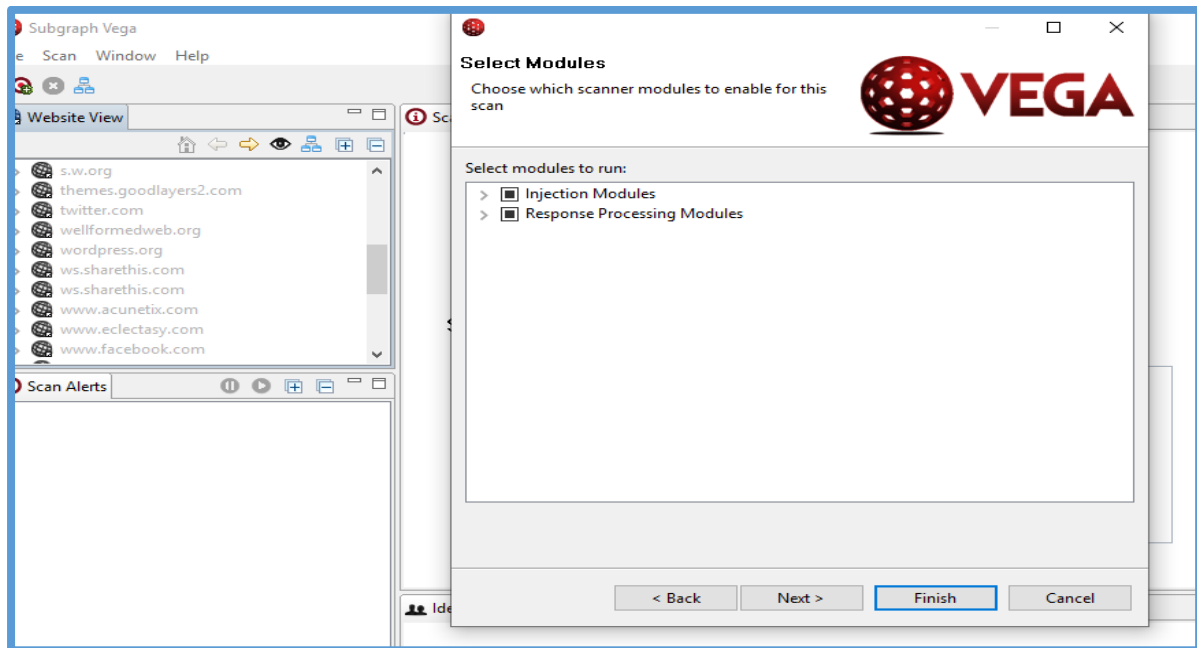 Subgraph Vega
e Scan Window Help
Website View
s.w.org
themes.goodlayers2.com
twitter.com
wellformedweb.org
wordpress.org
ws.sharethis.com
ws.sharethis.com
www.acunetix.com
www.eclectasy.com
www.facebook.com
Scan Alerts
Sc
Ide
Select Modules
Choose which scanner modules to enable for this
scan
VEGA
Select modules to run:
Injection Modules
Response Processing Modules
< Back Next > Finish Cancel